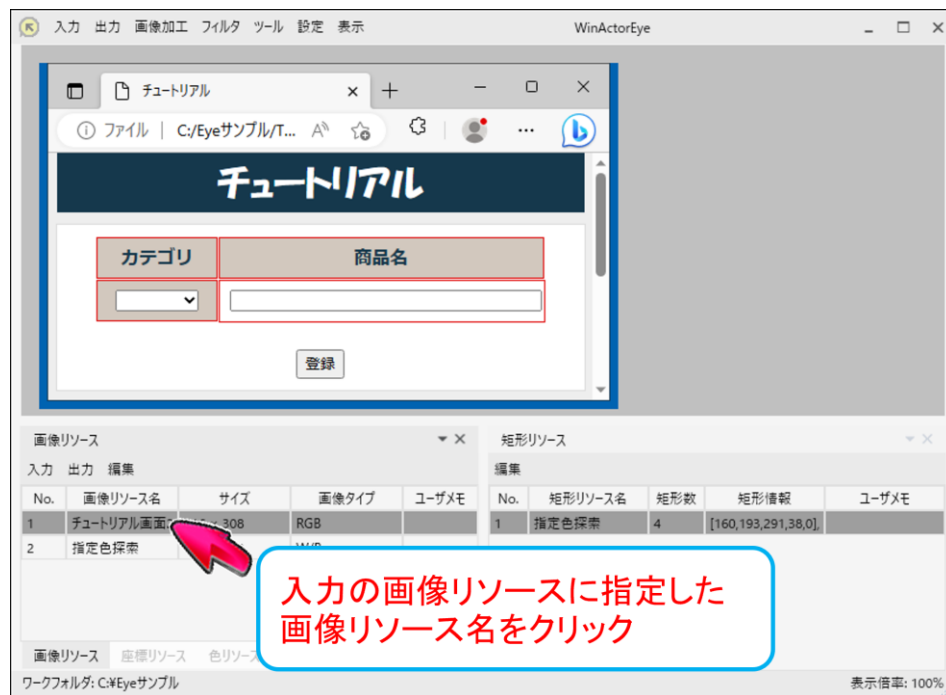 入力 出力 画像加工 フィルタ ツール 設定 表示 WinActorEye
チュートリアル
ファイル C:/Eyeサンプル/T...
チュートリアル
カテゴリ 商品名
登録
画像リソース
入力 出力 編集
No. 画像リソース名 サイズ 画像タイプ ユーザメモ
1 チュートリアル画面 308 RGB
2 指定色探索
矩形リソース
編集
No. 矩形リソース名 矩形数 矩形情報 ユーザメモ
1 指定色探索 4 [160,193,291,38,0],
入力の画像リソースに指定した
画像リソース名をクリック
画像リソース 座標リソース 色リソース
ワークフォルダ: C:¥Eyeサンプル 表示倍率: 100%